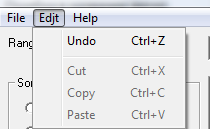 File Edit Help
Rang
Undo Ctrl+Z
So
Cut Ctrl+X
Copy Ctrl+C
Paste Ctrl+V